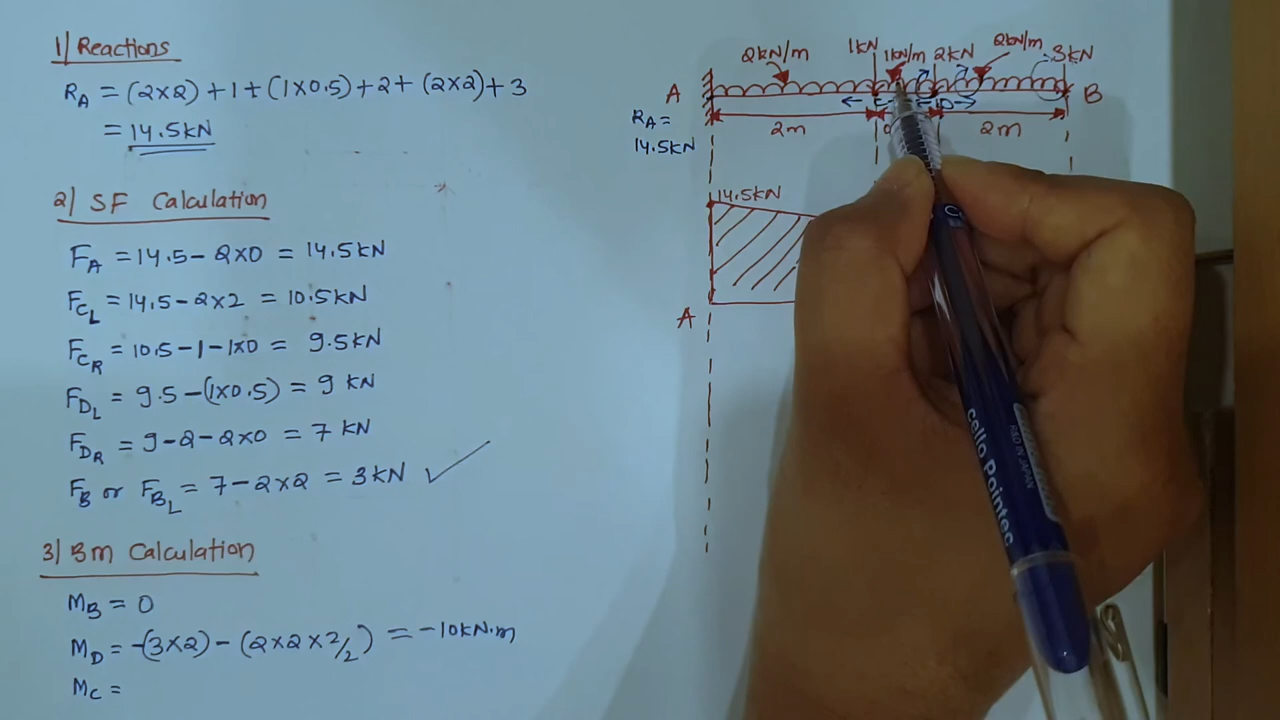 1) Reactions
RA = (2×2) + 1 + (1×0.5) + 2 + (2×2) + 3
= 14.5kN
2) SF Calculation
FA = 14.5 − 2×0 = 14.5kN
FCL = 14.5 − 2×2 = 10.5kN
FCR = 10.5 − 1 − 1×0 = 9.5kN
FDL = 9.5 − (1×0.5) = 9 kN
FDR = 9 − 2 − 2×0 = 7 kN
FB or FBL = 7 − 2×2 = 3kN ✓
3) Bm Calculation
MB = 0
MD = −(3×2) − (2×2×2/2) = −10kN.m
MC =
2kN/m 1kN 1kN/m 2kN 2kN/m 3kN
A C D B
RA = 14.5kN
2m 2m
14.5kN
A
cello Pointec
R&D IN JAPAN